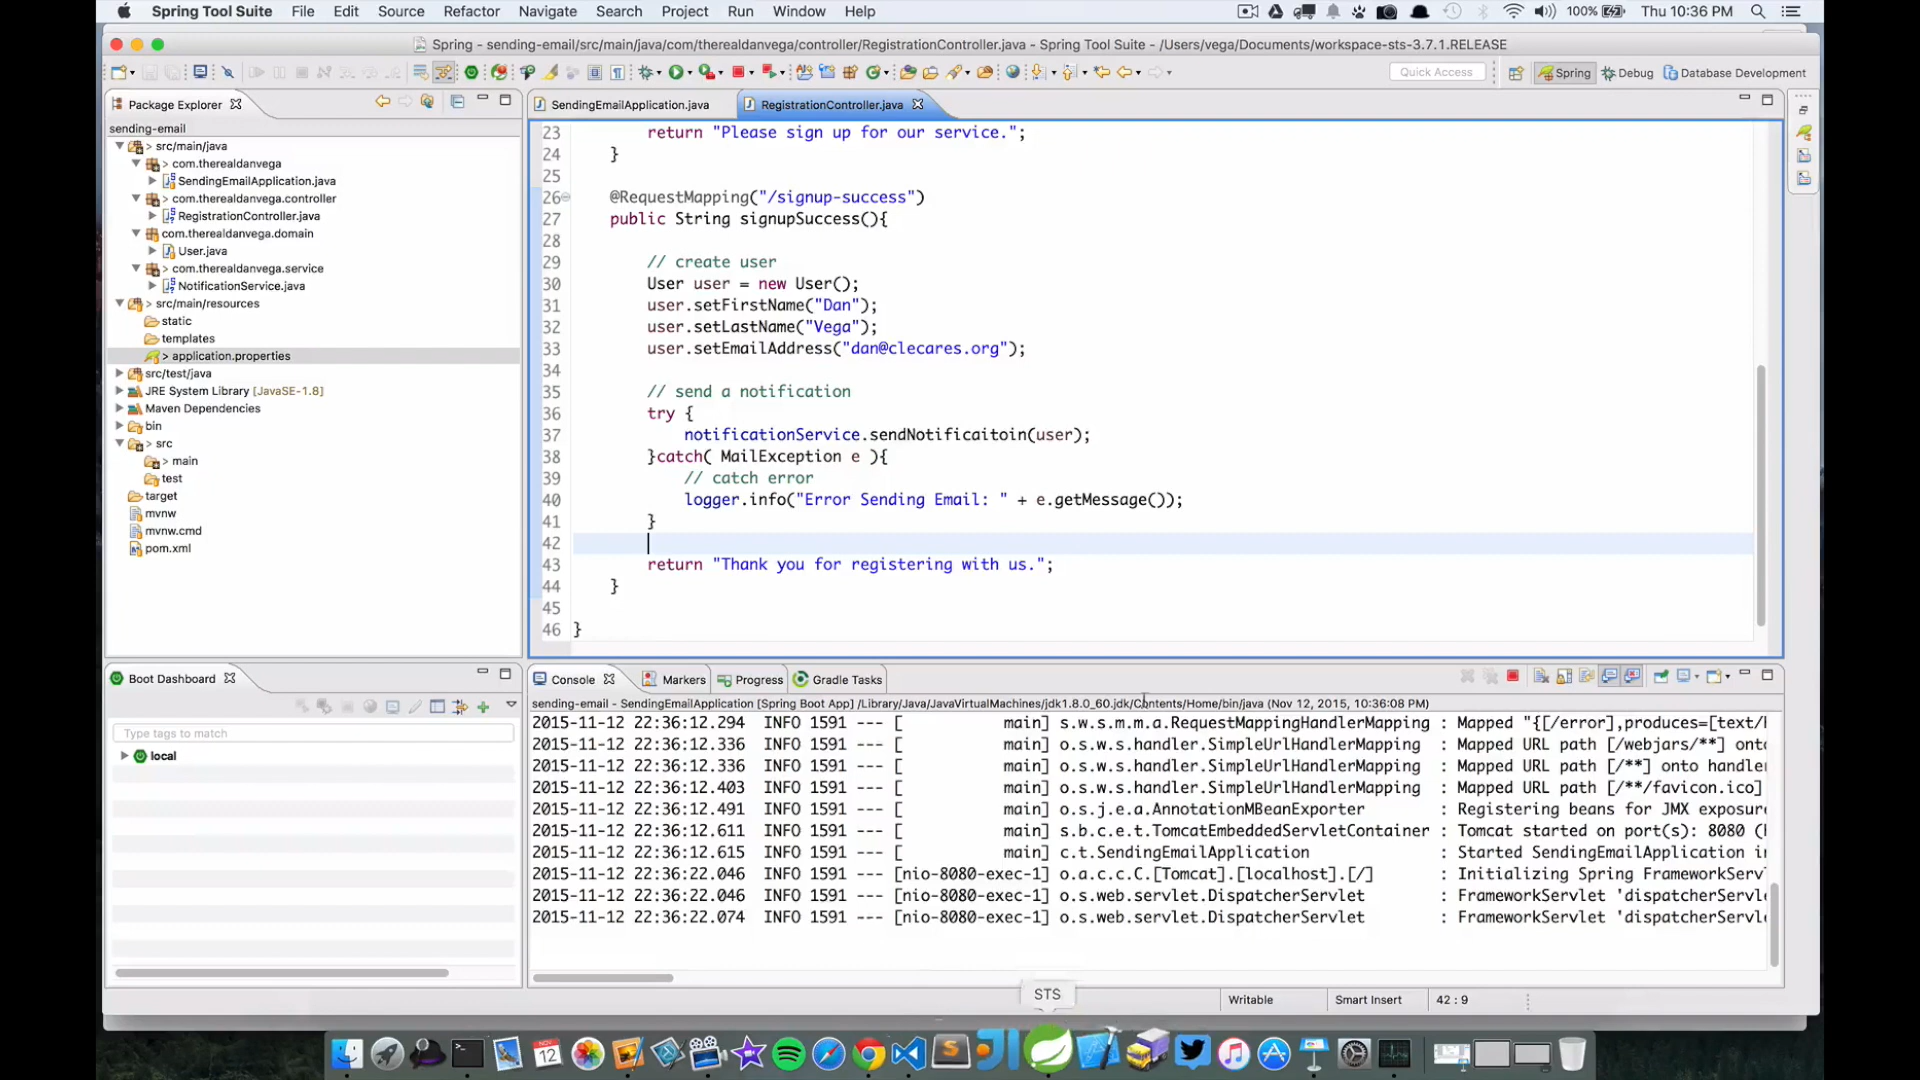 Spring Tool Suite File Edit Source Refactor Navigate Search Project Run Window Help 100% Thu 10:36 PM
Spring - sending-email/src/main/java/com/therealdanvega/controller/RegistrationController.java - Spring Tool Suite - /Users/vega/Documents/workspace-sts-3.7.1.RELEASE
Quick Access Spring Debug Database Development
Package Explorer
sending-email
> src/main/java
> com.therealdanvega
SendingEmailApplication.java
> com.therealdanvega.controller
RegistrationController.java
com.therealdanvega.domain
User.java
> com.therealdanvega.service
NotificationService.java
> src/main/resources
static
templates
> application.properties
src/test/java
JRE System Library [JavaSE-1.8]
Maven Dependencies
bin
> src
> main
test
target
mvnw
mvnw.cmd
pom.xml
SendingEmailApplication.java RegistrationController.java
23 return "Please sign up for our service.";
24 }
25
26 @RequestMapping("/signup-success")
27 public String signupSuccess(){
28
29 // create user
30 User user = new User();
31 user.setFirstName("Dan");
32 user.setLastName("Vega");
33 user.setEmailAddress("dan@clecares.org");
34
35 // send a notification
36 try {
37 notificationService.sendNotificaitoin(user);
38 }catch( MailException e ){
39 // catch error
40 logger.info("Error Sending Email: " + e.getMessage());
41 }
42
43 return "Thank you for registering with us.";
44 }
45
46 }
Boot Dashboard
Type tags to match
local
Console Markers Progress Gradle Tasks
sending-email - SendingEmailApplication [Spring Boot App] /Library/Java/JavaVirtualMachines/jdk1.8.0_60.jdk/Contents/Home/bin/java (Nov 12, 2015, 10:36:08 PM)
2015-11-12 22:36:12.294 INFO 1591 --- [ main] s.w.s.m.m.a.RequestMappingHandlerMapping : Mapped "{[/error],produces=[text/h
2015-11-12 22:36:12.336 INFO 1591 --- [ main] o.s.w.s.handler.SimpleUrlHandlerMapping : Mapped URL path [/webjars/**] onto
2015-11-12 22:36:12.336 INFO 1591 --- [ main] o.s.w.s.handler.SimpleUrlHandlerMapping : Mapped URL path [/**] onto handler
2015-11-12 22:36:12.403 INFO 1591 --- [ main] o.s.w.s.handler.SimpleUrlHandlerMapping : Mapped URL path [/**/favicon.ico]
2015-11-12 22:36:12.491 INFO 1591 --- [ main] o.s.j.e.a.AnnotationMBeanExporter : Registering beans for JMX exposure
2015-11-12 22:36:12.611 INFO 1591 --- [ main] s.b.c.e.t.TomcatEmbeddedServletContainer : Tomcat started on port(s): 8080 (h
2015-11-12 22:36:12.615 INFO 1591 --- [ main] c.t.SendingEmailApplication : Started SendingEmailApplication in
2015-11-12 22:36:22.046 INFO 1591 --- [nio-8080-exec-1] o.a.c.c.C.[Tomcat].[localhost].[/] : Initializing Spring FrameworkServl
2015-11-12 22:36:22.046 INFO 1591 --- [nio-8080-exec-1] o.s.web.servlet.DispatcherServlet : FrameworkServlet 'dispatcherServle
2015-11-12 22:36:22.074 INFO 1591 --- [nio-8080-exec-1] o.s.web.servlet.DispatcherServlet : FrameworkServlet 'dispatcherServle
STS
Writable Smart Insert 42 : 9
NOV
12